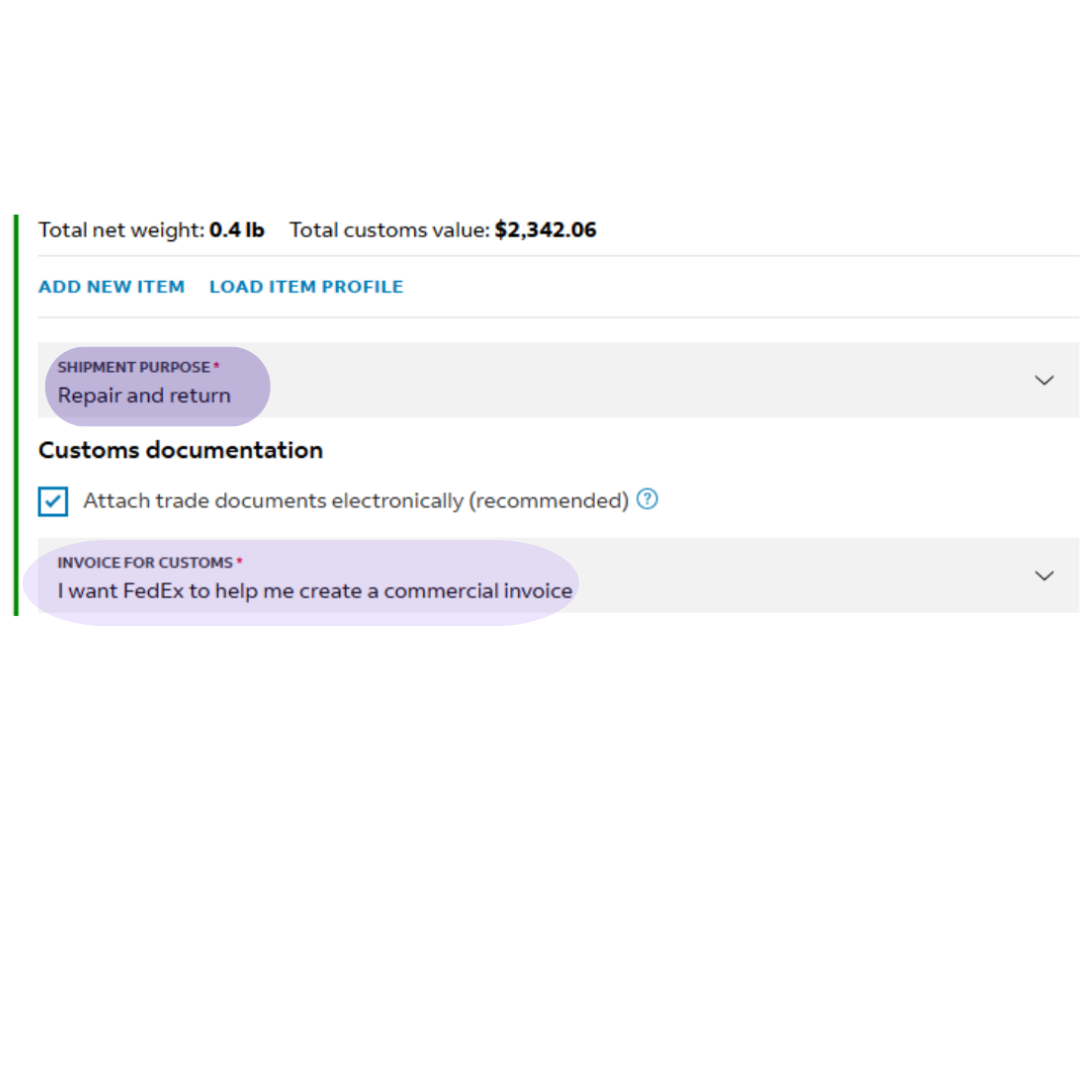 Total net weight: 0.4 lb Total customs value: $2,342.06
ADD NEW ITEM LOAD ITEM PROFILE
SHIPMENT PURPOSE *
Repair and return
Customs documentation
Attach trade documents electronically (recommended) ?
INVOICE FOR CUSTOMS *
I want FedEx to help me create a commercial invoice